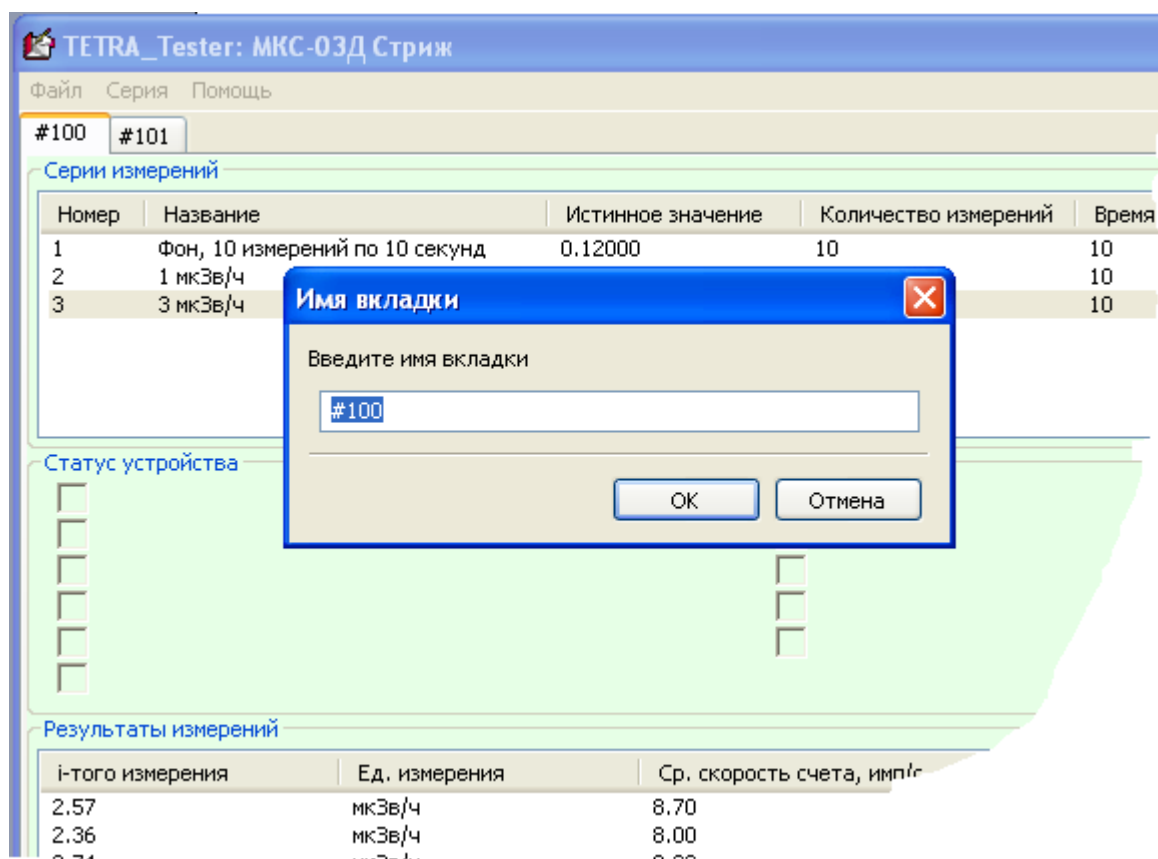 TETRA_Tester: МКС-03Д Стриж
Файл Серия Помощь
#100 #101
Серии измерений
Номер Название Истинное значение Количество измерений Время
1 Фон, 10 измерений по 10 секунд 0.12000 10 10
2 1 мкЗв/ч 10
3 3 мкЗв/ч 10
Имя вкладки
Введите имя вкладки
#100
OK Отмена
Статус устройства
Результаты измерений
i-того измерения Ед. измерения Ср. скорость счета, имп/с
2.57 мкЗв/ч 8.70
2.36 мкЗв/ч 8.00